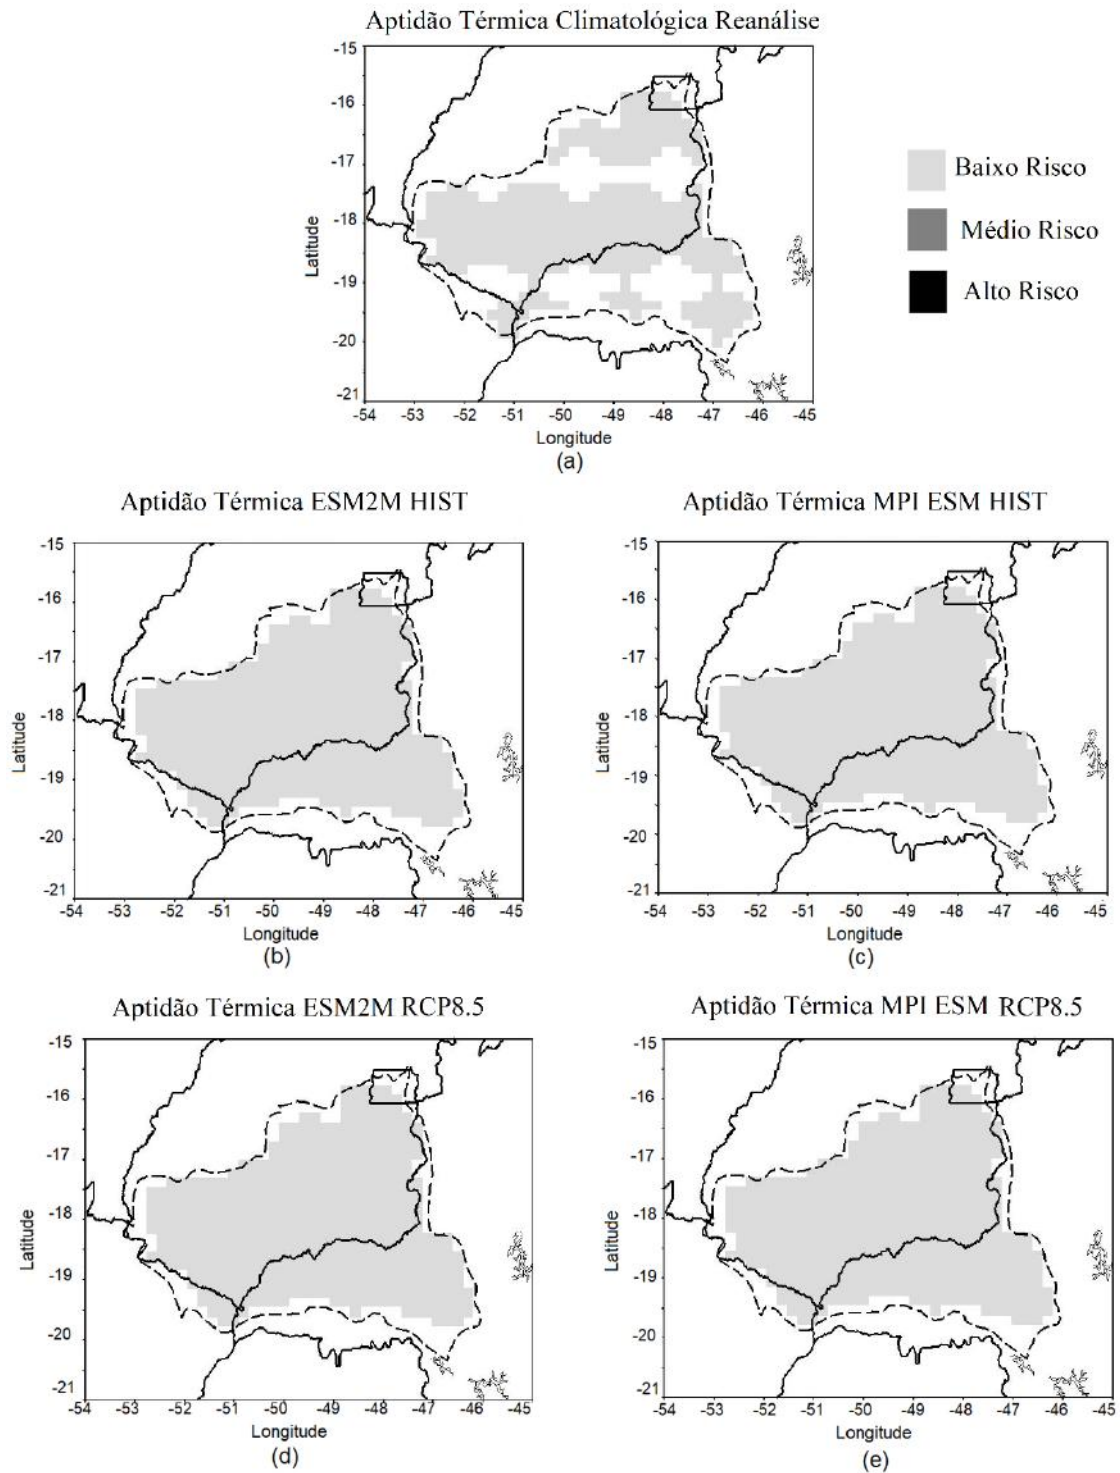 Aptidão Térmica Climatológica Reanálise
-15
-16
-17
-18
-19
-20
-21
Latitude
-54 -53 -52 -51 -50 -49 -48 -47 -46 -45
Longitude
(a)
Baixo Risco
Médio Risco
Alto Risco
Aptidão Térmica ESM2M HIST
-15
-16
-17
-18
-19
-20
-21
Latitude
-54 -53 -52 -51 -50 -49 -48 -47 -46 -45
Longitude
(b)
Aptidão Térmica MPI ESM HIST
-15
-16
-17
-18
-19
-20
-21
Latitude
-54 -53 -52 -51 -50 -49 -48 -47 -46 -45
Longitude
(c)
Aptidão Térmica ESM2M RCP8.5
-15
-16
-17
-18
-19
-20
-21
Latitude
-54 -53 -52 -51 -50 -49 -48 -47 -46 -45
Longitude
(d)
Aptidão Térmica MPI ESM RCP8.5
-15
-16
-17
-18
-19
-20
-21
Latitude
-54 -53 -52 -51 -50 -49 -48 -47 -46 -45
Longitude
(e)